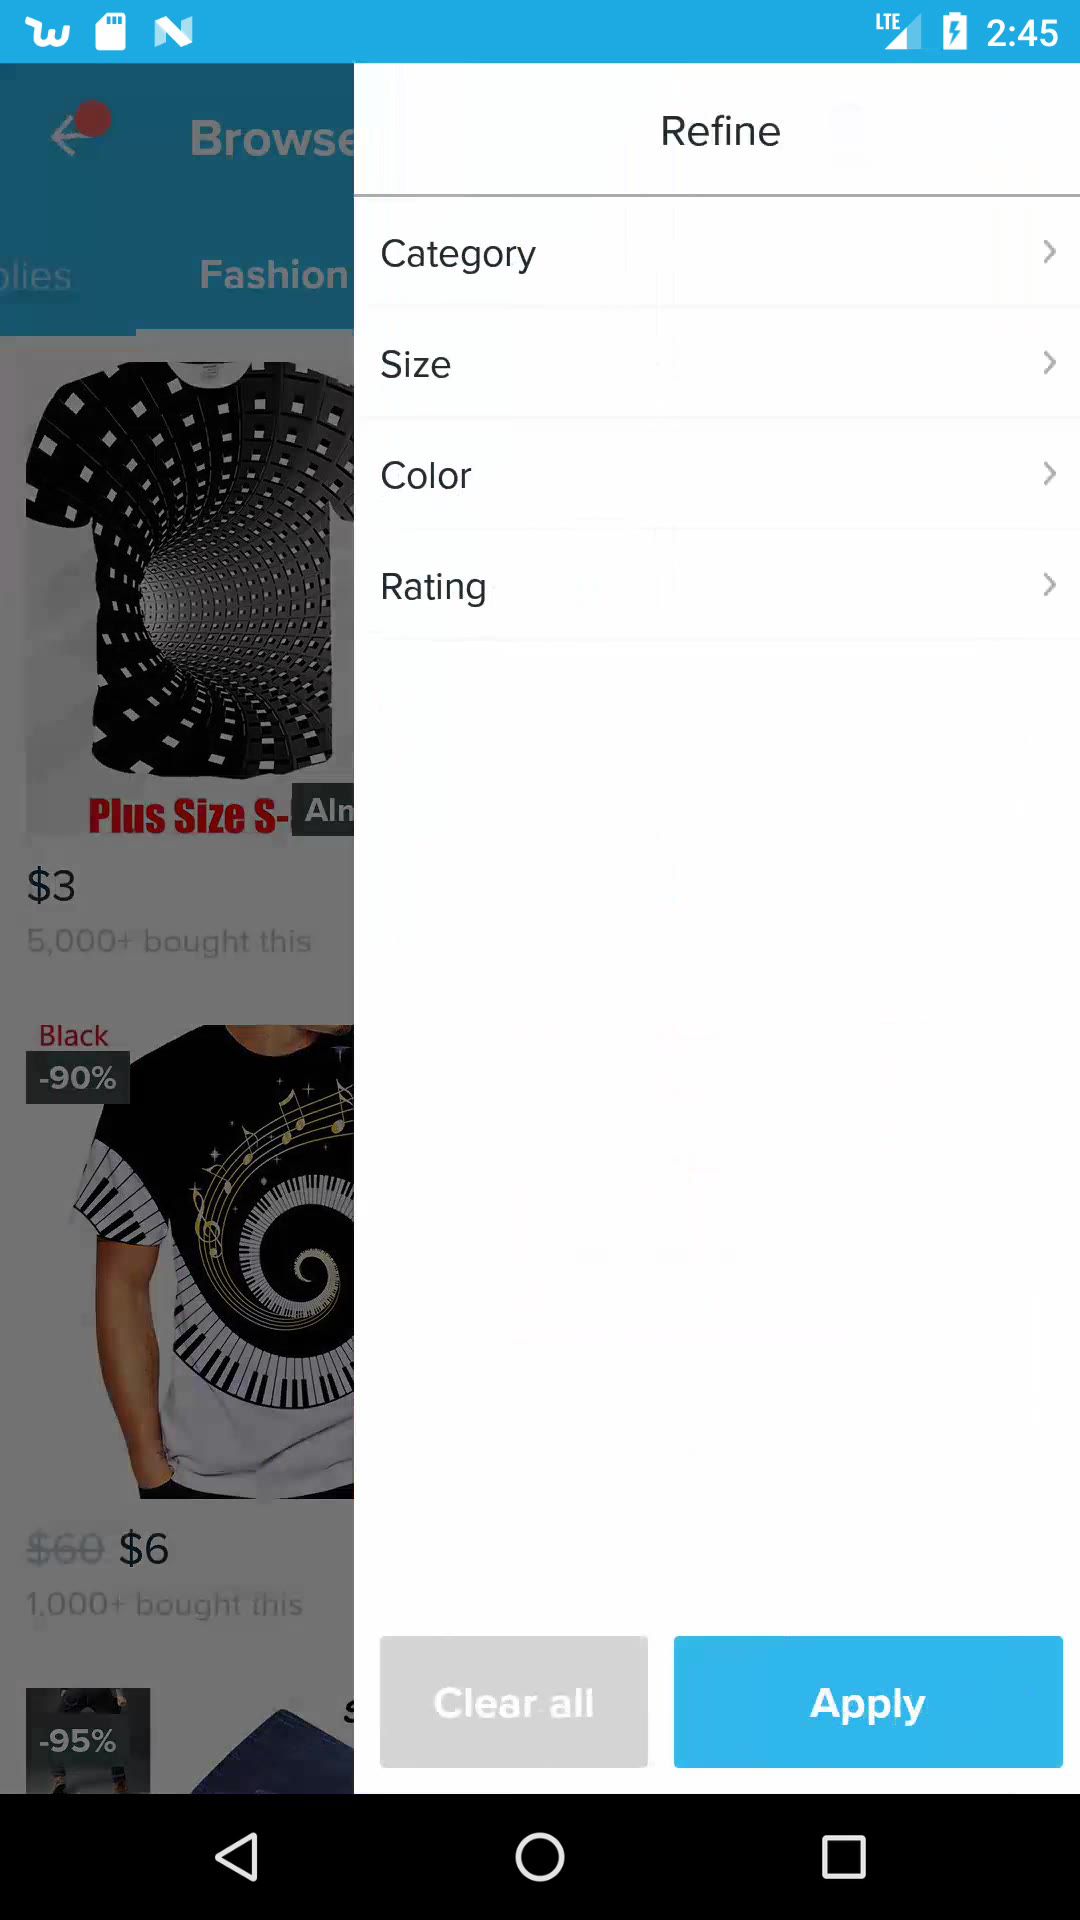 LTE 2:45
Browse
Refine
plies
Fashion
Category
Size
Color
Rating
Plus Size S-
Alm
$3
5,000+ bought this
Black
-90%
$60 $6
1,000+ bought this
-95%
Clear all
Apply